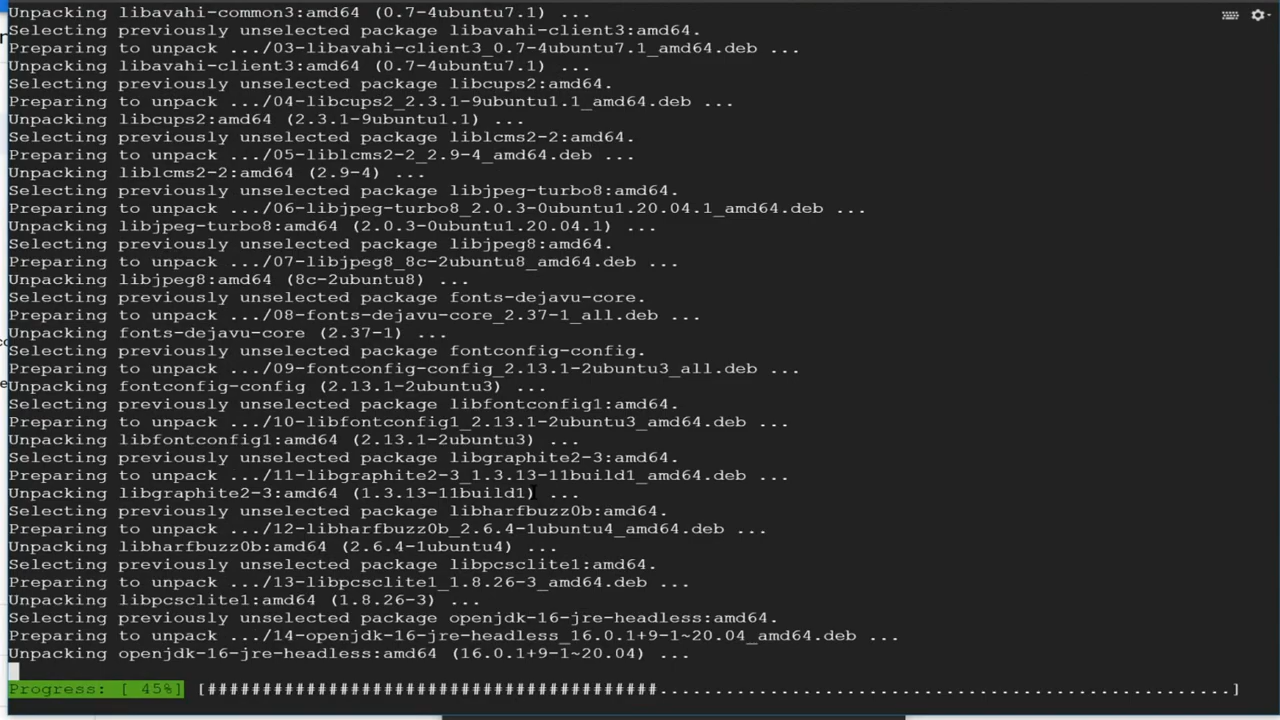 Unpacking libavahi-common3:amd64 (0.7-4ubuntu7.1) ...
Selecting previously unselected package libavahi-client3:amd64.
Preparing to unpack .../03-libavahi-client3_0.7-4ubuntu7.1_amd64.deb ...
Unpacking libavahi-client3:amd64 (0.7-4ubuntu7.1) ...
Selecting previously unselected package libcups2:amd64.
Preparing to unpack .../04-libcups2_2.3.1-9ubuntu1.1_amd64.deb ...
Unpacking libcups2:amd64 (2.3.1-9ubuntu1.1) ...
Selecting previously unselected package liblcms2-2:amd64.
Preparing to unpack .../05-liblcms2-2_2.9-4_amd64.deb ...
Unpacking liblcms2-2:amd64 (2.9-4) ...
Selecting previously unselected package libjpeg-turbo8:amd64.
Preparing to unpack .../06-libjpeg-turbo8_2.0.3-0ubuntu1.20.04.1_amd64.deb ...
Unpacking libjpeg-turbo8:amd64 (2.0.3-0ubuntu1.20.04.1) ...
Selecting previously unselected package libjpeg8:amd64.
Preparing to unpack .../07-libjpeg8_8c-2ubuntu8_amd64.deb ...
Unpacking libjpeg8:amd64 (8c-2ubuntu8) ...
Selecting previously unselected package fonts-dejavu-core.
Preparing to unpack .../08-fonts-dejavu-core_2.37-1_all.deb ...
Unpacking fonts-dejavu-core (2.37-1) ...
Selecting previously unselected package fontconfig-config.
Preparing to unpack .../09-fontconfig-config_2.13.1-2ubuntu3_all.deb ...
Unpacking fontconfig-config (2.13.1-2ubuntu3) ...
Selecting previously unselected package libfontconfig1:amd64.
Preparing to unpack .../10-libfontconfig1_2.13.1-2ubuntu3_amd64.deb ...
Unpacking libfontconfig1:amd64 (2.13.1-2ubuntu3) ...
Selecting previously unselected package libgraphite2-3:amd64.
Preparing to unpack .../11-libgraphite2-3_1.3.13-11build1_amd64.deb ...
Unpacking libgraphite2-3:amd64 (1.3.13-11build1) ...
Selecting previously unselected package libharfbuzz0b:amd64.
Preparing to unpack .../12-libharfbuzz0b_2.6.4-1ubuntu4_amd64.deb ...
Unpacking libharfbuzz0b:amd64 (2.6.4-1ubuntu4) ...
Selecting previously unselected package libpcsclite1:amd64.
Preparing to unpack .../13-libpcsclite1_1.8.26-3_amd64.deb ...
Unpacking libpcsclite1:amd64 (1.8.26-3) ...
Selecting previously unselected package openjdk-16-jre-headless:amd64.
Preparing to unpack .../14-openjdk-16-jre-headless_16.0.1+9-1~20.04_amd64.deb ...
Unpacking openjdk-16-jre-headless:amd64 (16.0.1+9-1~20.04) ...
Progress: [ 45%] [#########################################.....................................................]